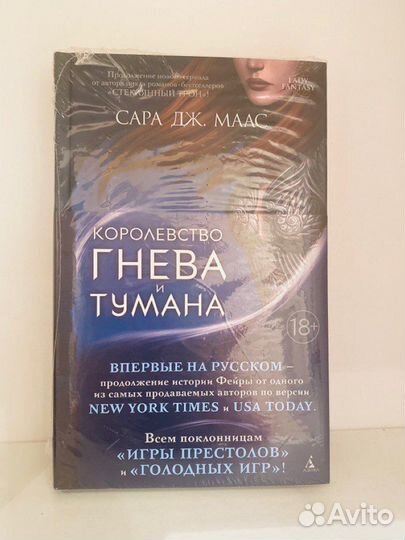 Продолжение нового сериала
от автора цикла романов-бестселлеров
«СТЕКЛЯННЫЙ ТРОН»!
LADY
FANTASY
САРА ДЖ. МААС
КОРОЛЕВСТВО
ГНЕВА
И
ТУМАНА
18+
ВПЕРВЫЕ НА РУССКОМ –
продолжение истории Фейры от одного
из самых продаваемых авторов по версии
NEW YORK TIMES и USA TODAY.
Всем поклонницам
«ИГРЫ ПРЕСТОЛОВ»
и «ГОЛОДНЫХ ИГР»!
АЗБУКА
Avito